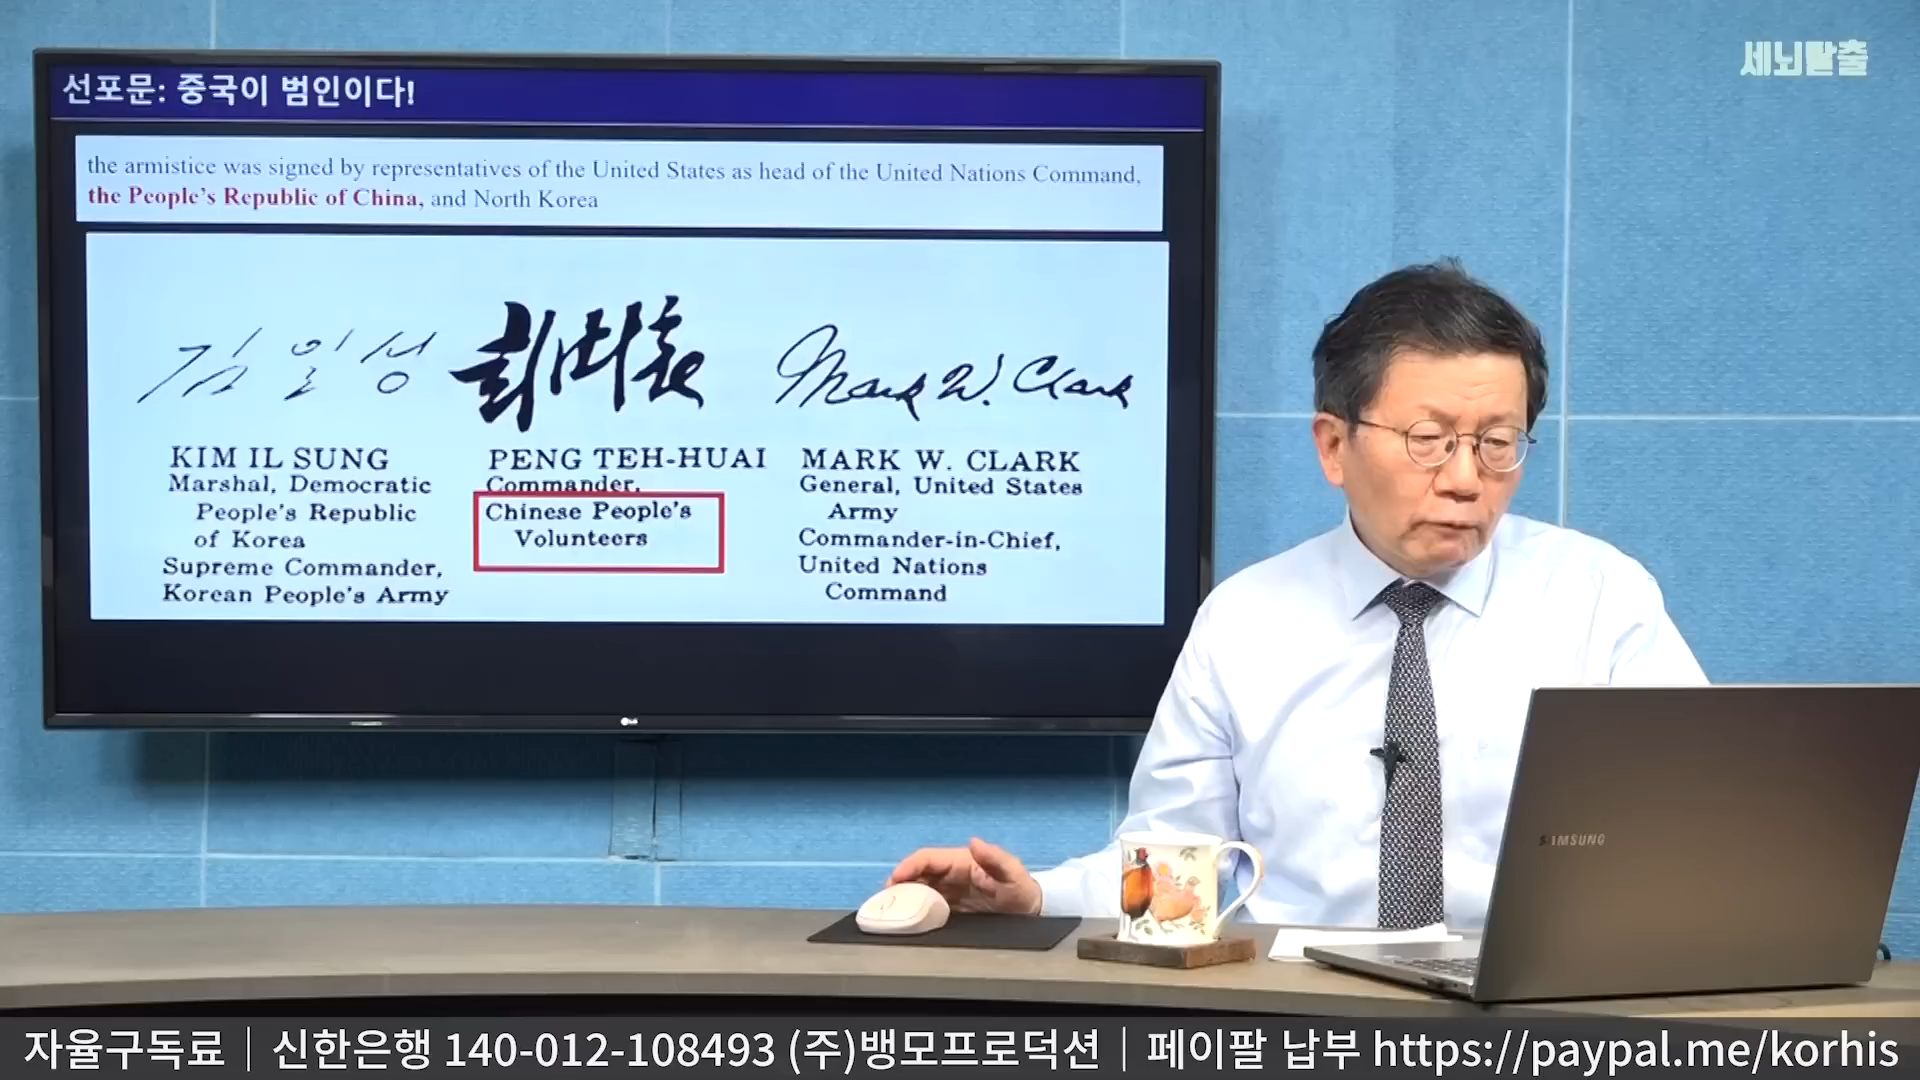 세뇌탈출
선포문: 중국이 범인이다!
the armistice was signed by representatives of the United States as head of the United Nations Command,
the People's Republic of China, and North Korea
김일성
Mark W. Clark
KIM IL SUNG
Marshal, Democratic
People's Republic
of Korea
Supreme Commander,
Korean People's Army
PENG TEH-HUAI
Commander,
Chinese People's
Volunteers
MARK W. CLARK
General, United States
Army
Commander-in-Chief,
United Nations
Command
LG
SAMSUNG
자율구독료｜신한은행 140-012-108493 (주)뱅모프로덕션｜페이팔 납부 https://paypal.me/korhis